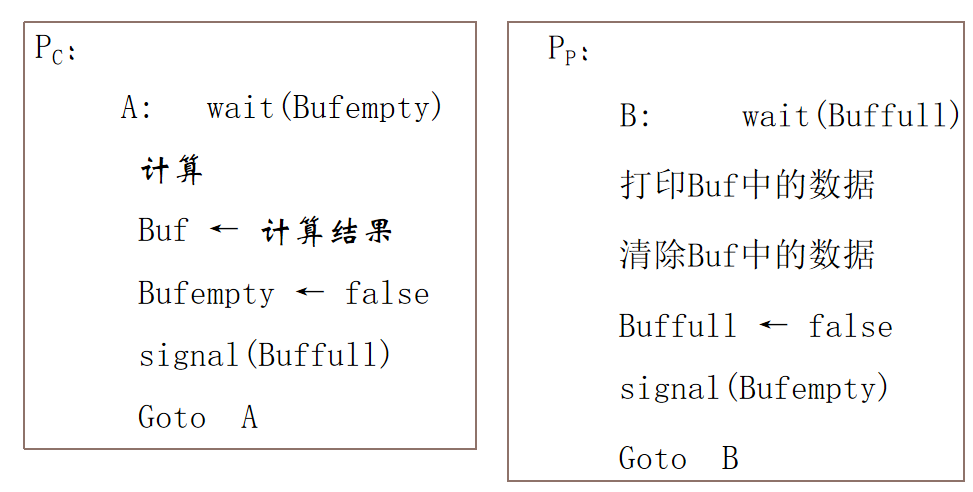 P_C:
A: wait(Bufempty)
计算
Buf ← 计算结果
Bufempty ← false
signal(Buffull)
Goto A
P_P:
B: wait(Buffull)
打印Buf中的数据
清除Buf中的数据
Buffull ← false
signal(Bufempty)
Goto B